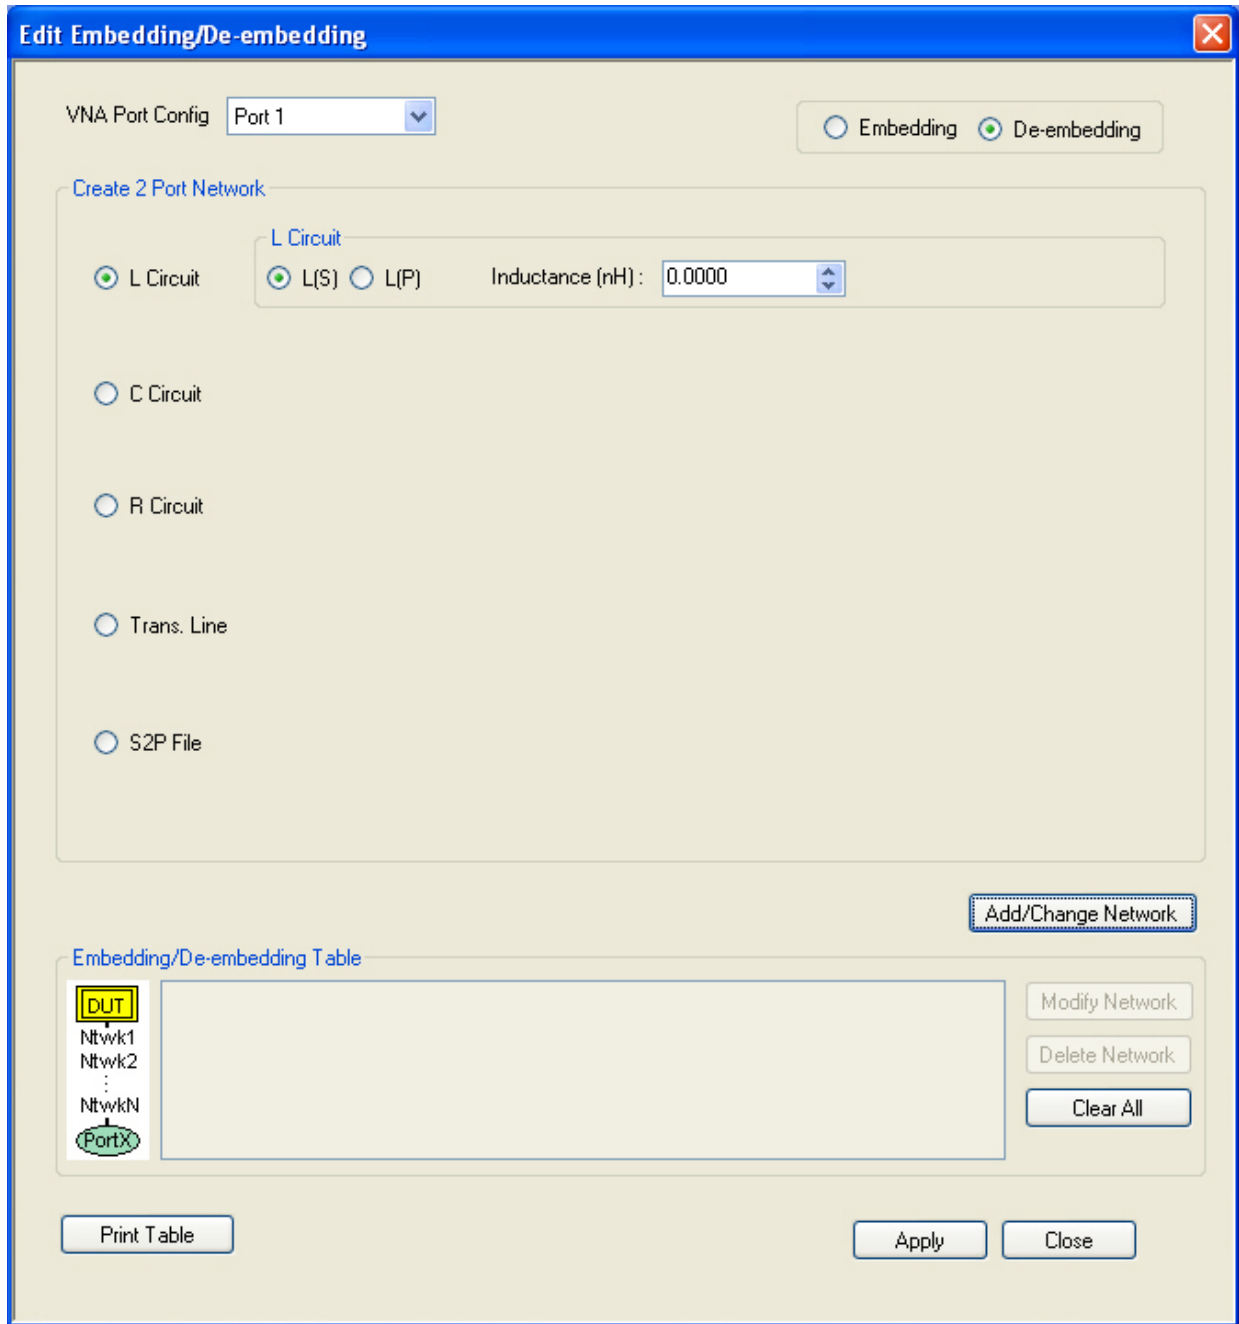 Edit Embedding/De-embedding
VNA Port Config Port 1
Embedding De-embedding
Create 2 Port Network
L Circuit
L Circuit L(S) L(P) Inductance (nH) : 0.0000
C Circuit
R Circuit
Trans. Line
S2P File
Add/Change Network
Embedding/De-embedding Table
DUT
Ntwk1
Ntwk2
NtwkN
PortX
Modify Network
Delete Network
Clear All
Print Table
Apply Close